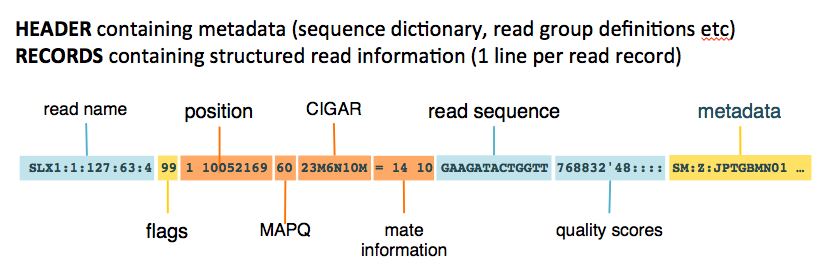 HEADER containing metadata (sequence dictionary, read group definitions etc)
RECORDS containing structured read information (1 line per read record)
read name position CIGAR read sequence metadata
SLX1:1:127:63:4 99 1 10052169 60 23M6N10M = 14 10 GAAGATACTGGTT 768832'48:::: SM:Z:JPTGBMN01 …
flags MAPQ mate information quality scores